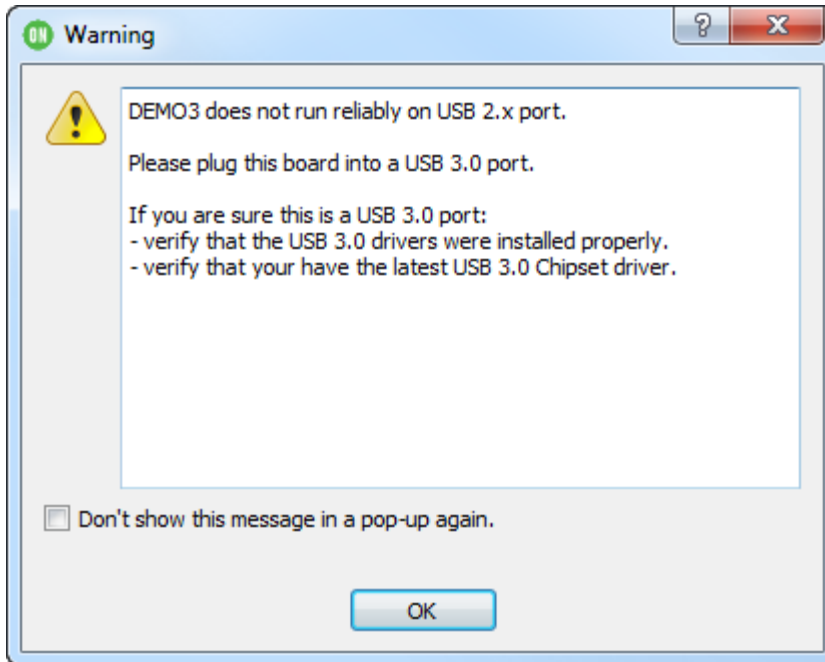 ON Warning
DEMO3 does not run reliably on USB 2.x port.
Please plug this board into a USB 3.0 port.
If you are sure this is a USB 3.0 port:
- verify that the USB 3.0 drivers were installed properly.
- verify that your have the latest USB 3.0 Chipset driver.
Don't show this message in a pop-up again.
OK